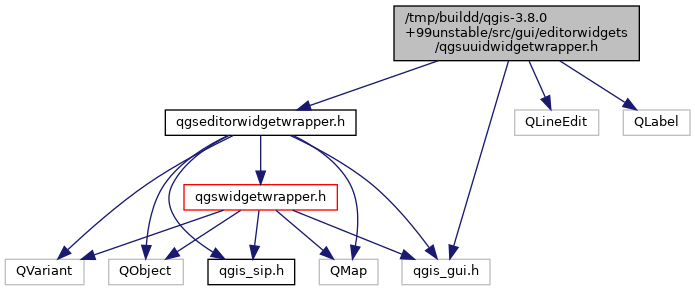 /tmp/buildd/qgis-3.8.0
+99unstable/src/gui/editorwidgets
/qgsuuidwidgetwrapper.h
qgseditorwidgetwrapper.h
QLineEdit
QLabel
qgswidgetwrapper.h
QVariant
QObject
qgis_sip.h
QMap
qgis_gui.h